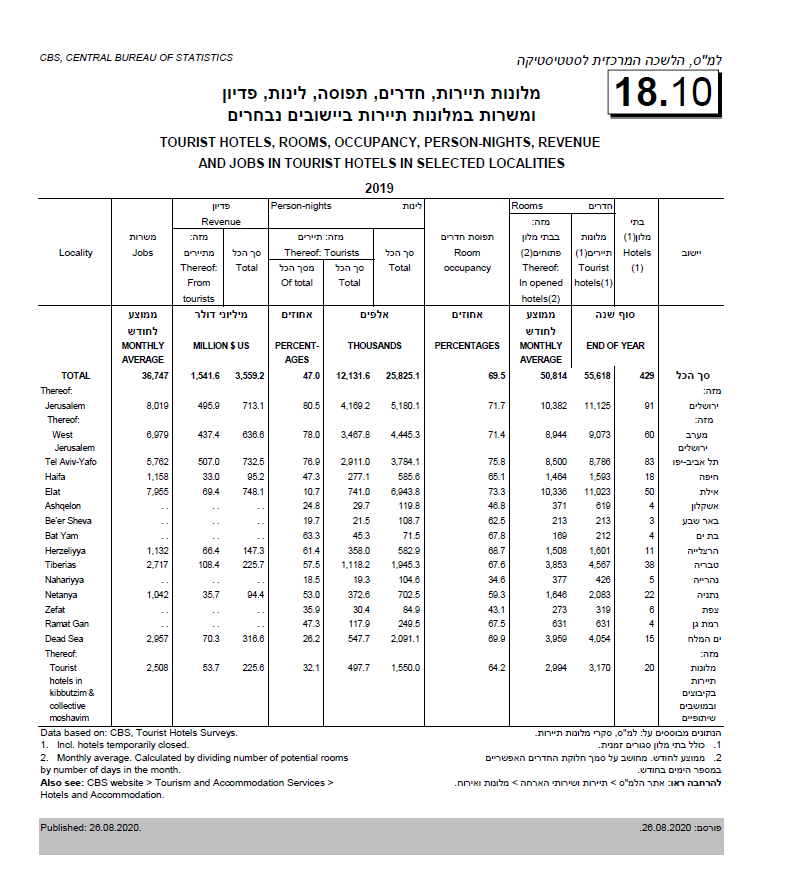 CBS, CENTRAL BUREAU OF STATISTICS למ"ס, הלשכה המרכזית לסטטיסטיקה
18.10
מלונות תיירות, חדרים, תפוסה, לינות, פדיון
ומשרות במלונות תיירות ביישובים נבחרים
TOURIST HOTELS, ROOMS, OCCUPANCY, PERSON-NIGHTS, REVENUE
AND JOBS IN TOURIST HOTELS IN SELECTED LOCALITIES
2019
פדיון Person-nights לינות Rooms חדרים
Revenue מזה: בתי
משרות מזה: סך הכל מזה: תיירים תפוסת חדרים בבתי מלון מלונות מלון(1)
Locality Jobs מתיירים Total Thereof: Tourists סך הכל Room פתוחים(2) תיירים(1) Hotels יישוב
Thereof: מסך הכל סך הכל Total occupancy Thereof: Tourist (1)
From Of total Total In opened hotels(1)
tourists hotels(2)
ממוצע מיליוני דולר אחוזים אלפים אחוזים ממוצע סוף שנה
לחודש לחודש
MONTHLY MILLION $ US PERCENT- THOUSANDS PERCENTAGES MONTHLY END OF YEAR
AVERAGE AGES AVERAGE
TOTAL 36,747 1,541.6 3,559.2 47.0 12,131.6 25,825.1 69.5 50,814 55,618 429 סך הכל
Thereof: מזה:
Jerusalem 8,019 495.9 713.1 80.5 4,169.2 5,180.1 71.7 10,382 11,125 91 ירושלים
Thereof: מזה:
West 6,979 437.4 636.6 78.0 3,467.8 4,445.3 71.4 8,944 9,073 60 מערב
Jerusalem ירושלים
Tel Aviv-Yafo 5,762 507.0 732.5 76.9 2,911.0 3,784.1 75.8 8,500 8,786 83 תל אביב-יפו
Haifa 1,158 33.0 95.2 47.3 277.1 585.6 65.1 1,464 1,593 18 חיפה
Elat 7,955 69.4 748.1 10.7 741.0 6,943.8 73.3 10,336 11,023 50 אילת
Ashqelon . . . . . . 24.8 29.7 119.8 46.8 371 619 4 אשקלון
Be'er Sheva . . . . . . 19.7 21.5 108.7 62.5 213 213 3 באר שבע
Bat Yam . . . . . . 63.3 45.3 71.5 67.8 169 212 4 בת ים
Herzeliyya 1,132 66.4 147.3 61.4 358.0 582.9 68.7 1,508 1,601 11 הרצלייה
Tiberias 2,717 108.4 225.7 57.5 1,118.2 1,945.3 67.6 3,853 4,567 38 טבריה
Nahariyya . . . . . . 18.5 19.3 104.6 34.6 377 426 5 נהרייה
Netanya 1,042 35.7 94.4 53.0 372.6 702.5 59.3 1,646 2,083 22 נתניה
Zefat . . . . . . 35.9 30.4 84.9 43.1 273 319 6 צפת
Ramat Gan . . . . . . 47.3 117.9 249.5 67.5 631 631 4 רמת גן
Dead Sea 2,957 70.3 316.6 26.2 547.7 2,091.1 69.9 3,959 4,054 15 ים המלח
Thereof: מזה:
Tourist 2,508 53.7 225.6 32.1 497.7 1,550.0 64.2 2,994 3,170 20 מלונות
hotels in תיירות
kibbutzim & בקיבוצים
collective ובמושבים
moshavim שיתופיים
Data based on: CBS, Tourist Hotels Surveys. הנתונים מבוססים על: למ"ס, סקרי מלונות תיירות.
1. Incl. hotels temporarily closed. 1. כולל בתי מלון סגורים זמנית.
2. Monthly average. Calculated by dividing number of potential rooms 2. ממוצע לחודש. מחושב על סמך חלוקת החדרים האפשריים
by number of days in the month. במספר הימים בחודש.
Also see: CBS website > Tourism and Accommodation Services > להרחבה ראו: אתר הלמ"ס > תיירות ושירותי הארחה > מלונות ואירוח.
Hotels and Accommodation.
Published: 26.08.2020. פורסם: 26.08.2020.